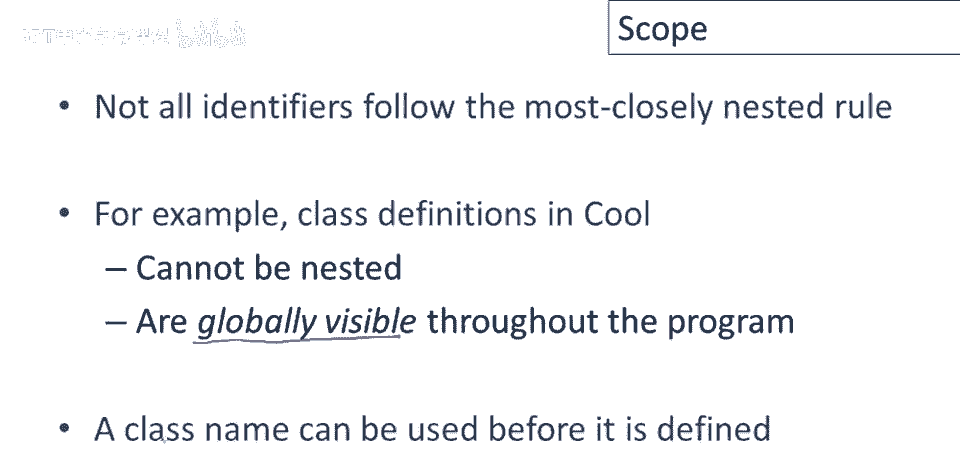 Scope
• Not all identifiers follow the most-closely nested rule
• For example, class definitions in Cool
– Cannot be nested
– Are globally visible throughout the program
• A class name can be used before it is defined